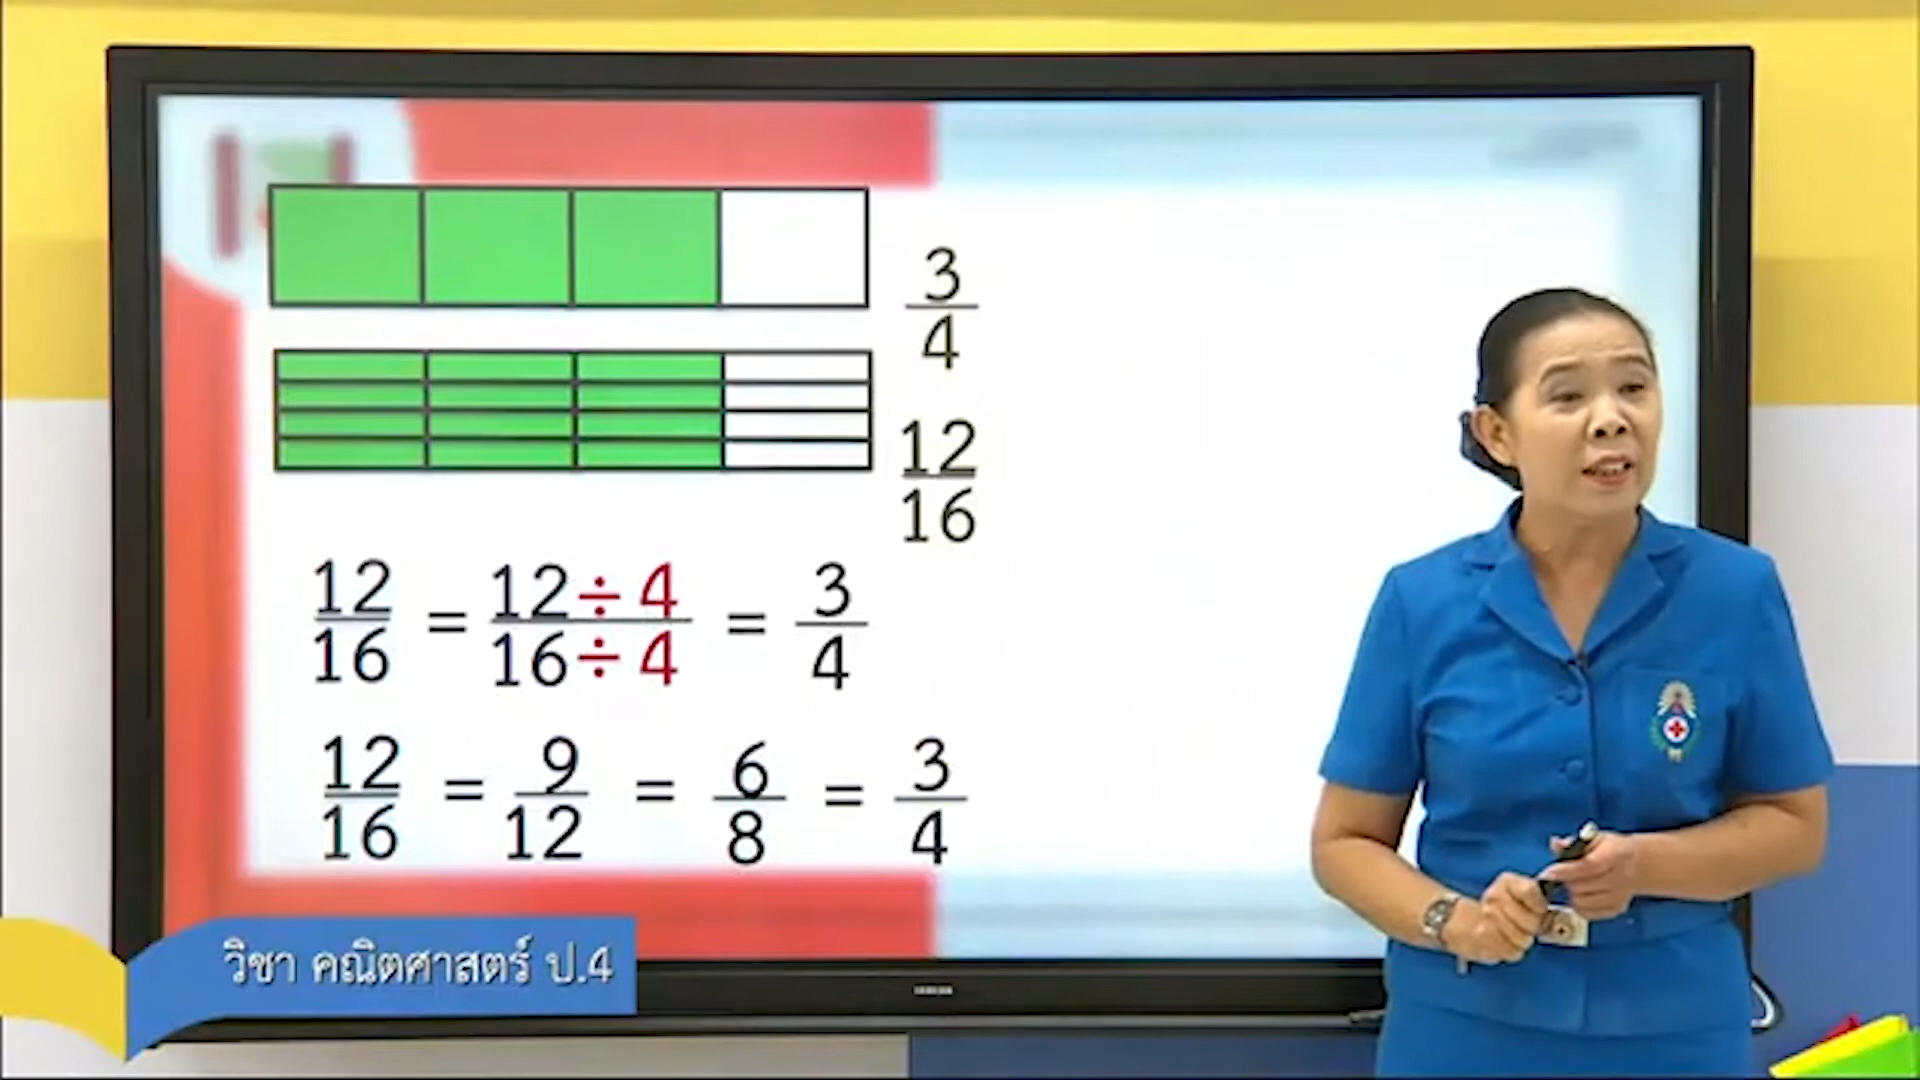 3/4
12/16
12/16 = 12÷4/16÷4 = 3/4
12/16 = 9/12 = 6/8 = 3/4
วิชา คณิตศาสตร์ ป.4